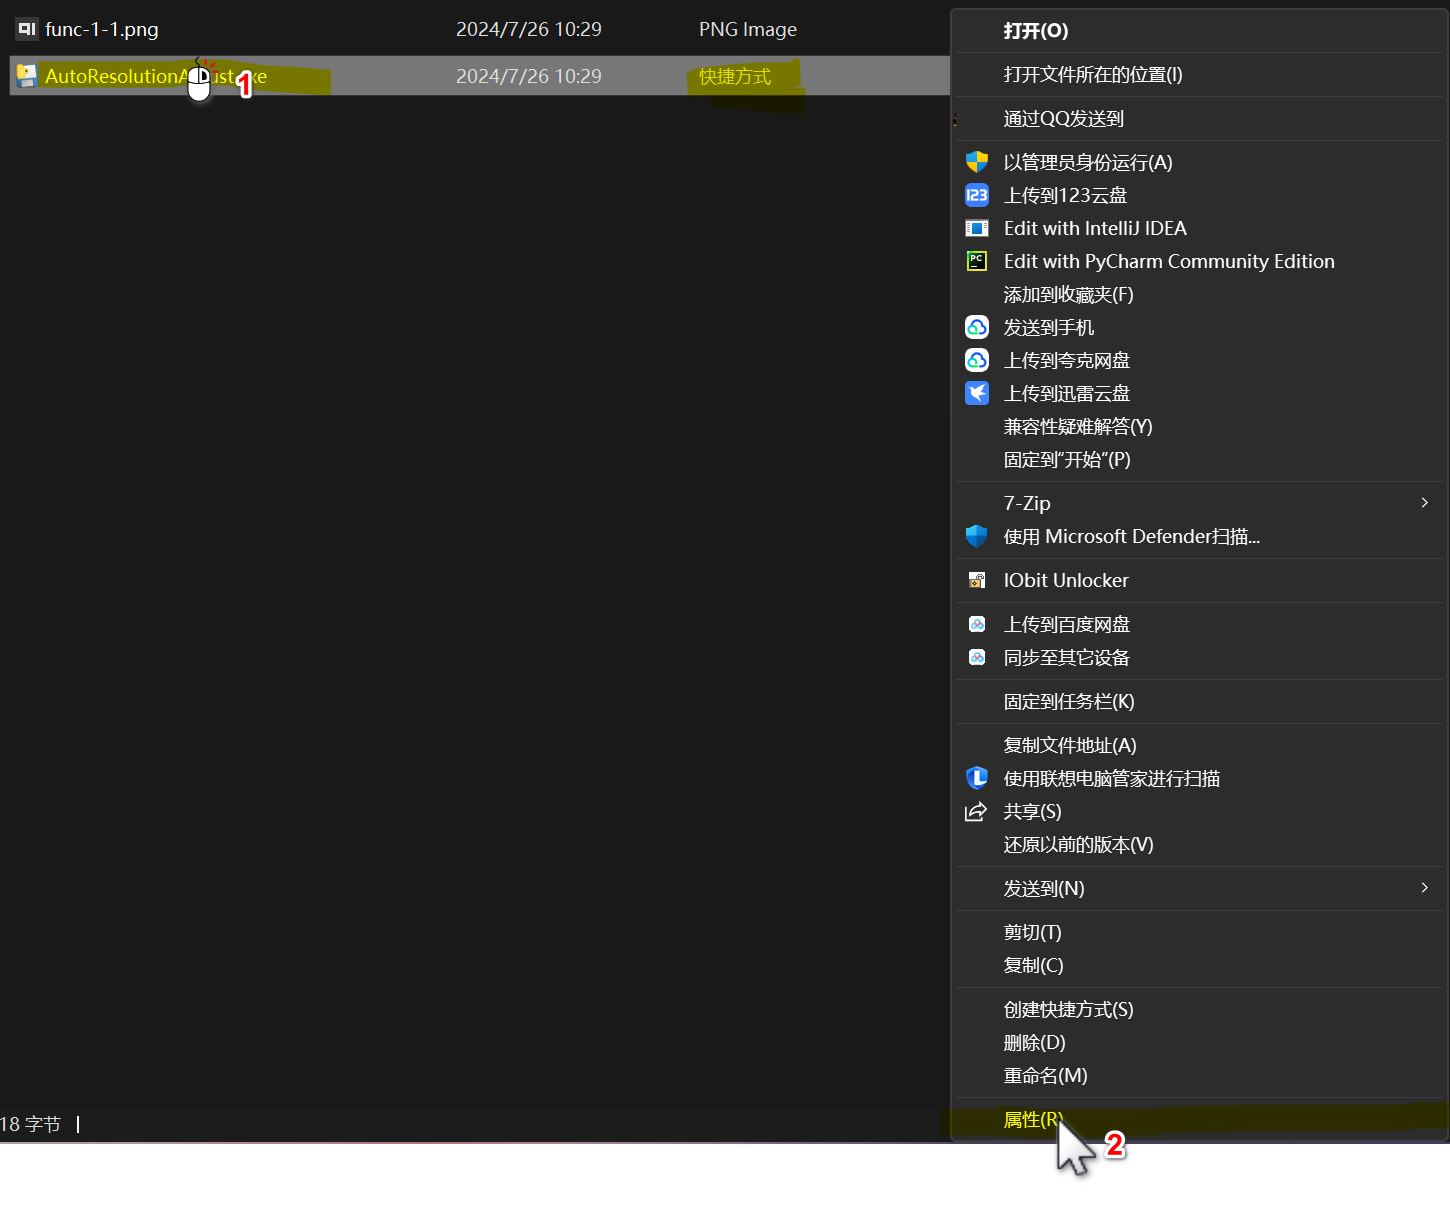 func-1-1.png 2024/7/26 10:29 PNG Image
AutoResolutionA ust. xe 2024/7/26 10:29 快捷方式
1
打开(O)
打开文件所在的位置(I)
通过QQ发送到
以管理员身份运行(A)
123 上传到123云盘
Edit with IntelliJ IDEA
PC Edit with PyCharm Community Edition
添加到收藏夹(F)
发送到手机
上传到夸克网盘
上传到迅雷云盘
兼容性疑难解答(Y)
固定到“开始”(P)
7-Zip
使用 Microsoft Defender扫描...
IObit Unlocker
上传到百度网盘
同步至其它设备
固定到任务栏(K)
复制文件地址(A)
使用联想电脑管家进行扫描
共享(S)
还原以前的版本(V)
发送到(N)
剪切(T)
复制(C)
创建快捷方式(S)
删除(D)
重命名(M)
属性(R)
2
18 字节